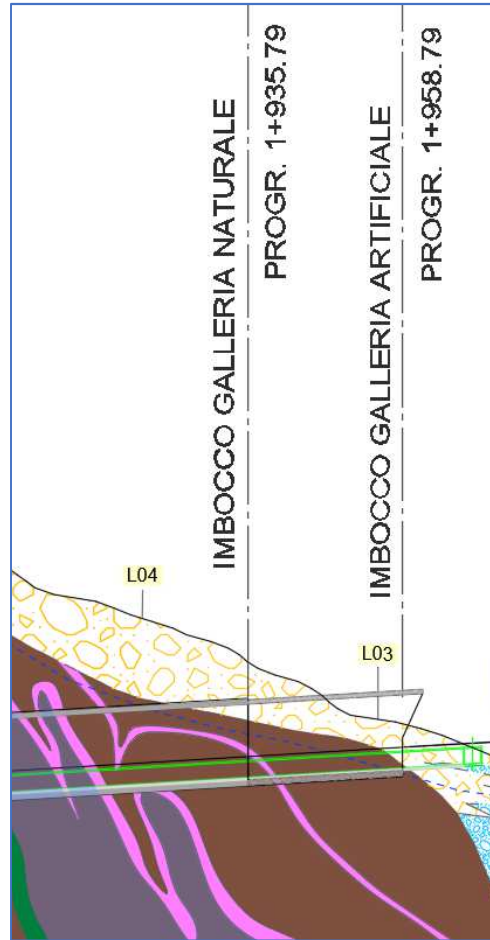 IMBOCCO GALLERIA NATURALE
PROGR. 1+935.79
IMBOCCO GALLERIA ARTIFICIALE
PROGR. 1+958.79
L04
L03